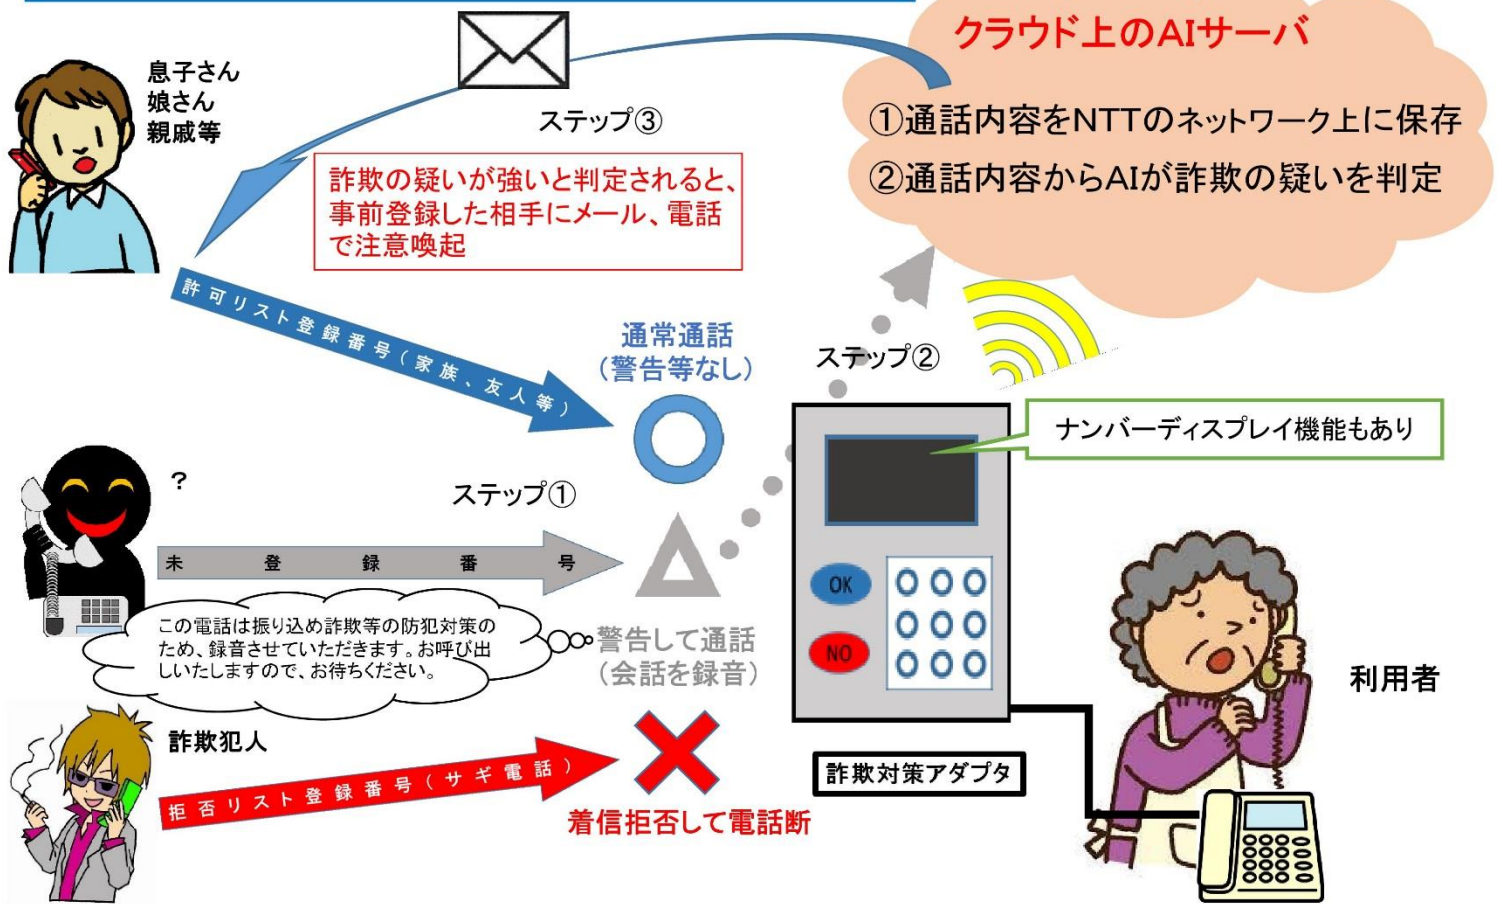 クラウド上のAIサーバ
①通話内容をNTTのネットワーク上に保存
②通話内容からAIが詐欺の疑いを判定
息子さん
娘さん
親戚等
ステップ③
詐欺の疑いが強いと判定されると、
事前登録した相手にメール、電話
で注意喚起
許可リスト登録番号(家族、友人等)
通常通話
(警告等なし)
ステップ②
ナンバーディスプレイ機能もあり
?
ステップ①
未登録番号
この電話は振り込め詐欺等の防犯対策の
ため、録音させていただきます。お呼び出
しいたしますので、お待ちください。
警告して通話
(会話を録音)
OK
NO
利用者
詐欺犯人
拒否リスト登録番号(サギ電話)
着信拒否して電話断
詐欺対策アダプタ